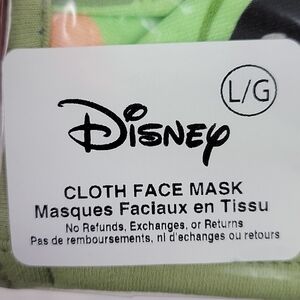 L/G
Disney
CLOTH FACE MASK
Masques Faciaux en Tissu
No Refunds, Exchanges, or Returns
Pas de remboursements, ni d'echanges ou retours